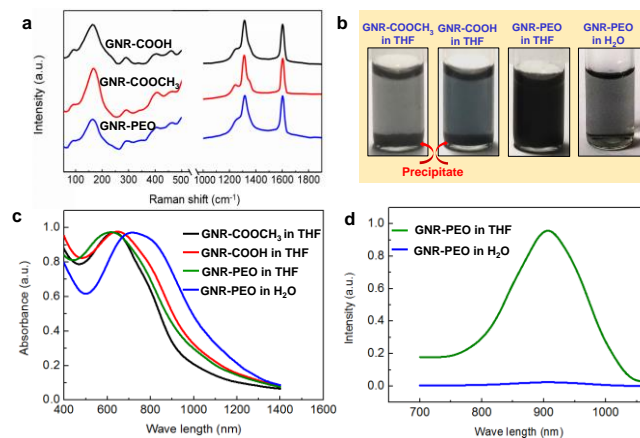 a
GNR-COOH
GNR-COOCH₃
GNR-PEO
Intensity (a.u.)
50 100 200 300 400 500 1000 1200 1400 1600 1800
Raman shift (cm⁻¹)
b
GNR-COOCH₃ in THF
GNR-COOH in THF
GNR-PEO in THF
GNR-PEO in H₂O
Precipitate
c
GNR-COOCH₃ in THF
GNR-COOH in THF
GNR-PEO in THF
GNR-PEO in H₂O
Absorbance (a.u.)
1.0
0.8
0.6
0.4
0.2
0.0
400 600 800 1000 1200 1400 1600
Wave length (nm)
d
GNR-PEO in THF
GNR-PEO in H₂O
Intensity (a.u.)
1.0
0.8
0.6
0.4
0.2
0.0
700 800 900 1000
Wave length (nm)